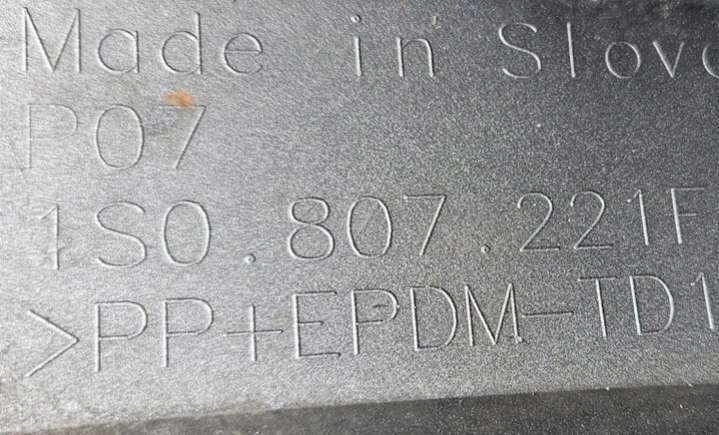 Made in Slov
P07
1S0.807.221F
>PP+EPDM-TD1